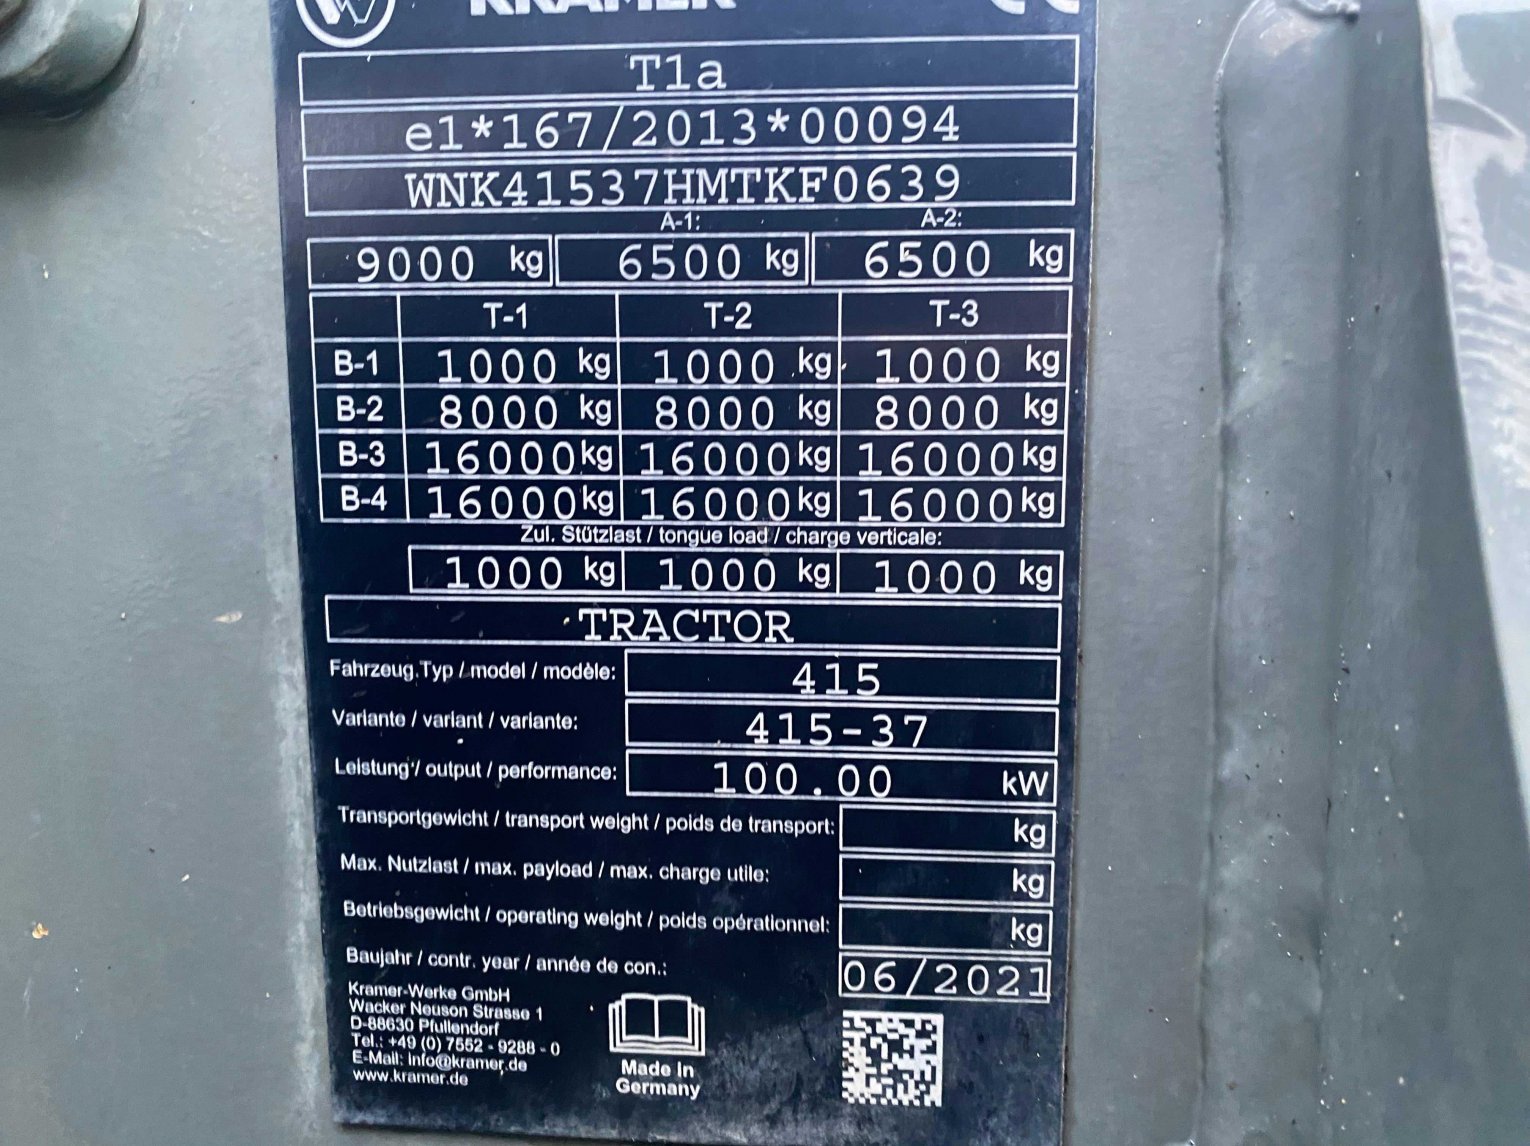 KRAMER
CE
T1a
e1*167/2013*00094
WNK41537HMTKF0639
A-1: A-2:
9000 kg 6500 kg 6500 kg
T-1 T-2 T-3
B-1 1000 kg 1000 kg 1000 kg
B-2 8000 kg 8000 kg 8000 kg
B-3 16000 kg 16000 kg 16000 kg
B-4 16000 kg 16000 kg 16000 kg
Zul. Stützlast / tongue load / charge verticale:
1000 kg 1000 kg 1000 kg
TRACTOR
Fahrzeug.Typ / model / modèle: 415
Variante / variant / variante: 415-37
Leistung / output / performance: 100.00 kW
Transportgewicht / transport weight / poids de transport: kg
Max. Nutzlast / max. payload / max. charge utile: kg
Betriebsgewicht / operating weight / poids opérationnel: kg
Baujahr / contr. year / année de con.: 06/2021
Kramer-Werke GmbH
Wacker Neuson Strasse 1
D-88630 Pfullendorf
Tel.: +49 (0) 7552 - 9288 - 0
E-Mail: info@kramer.de
www.kramer.de
Made In
Germany